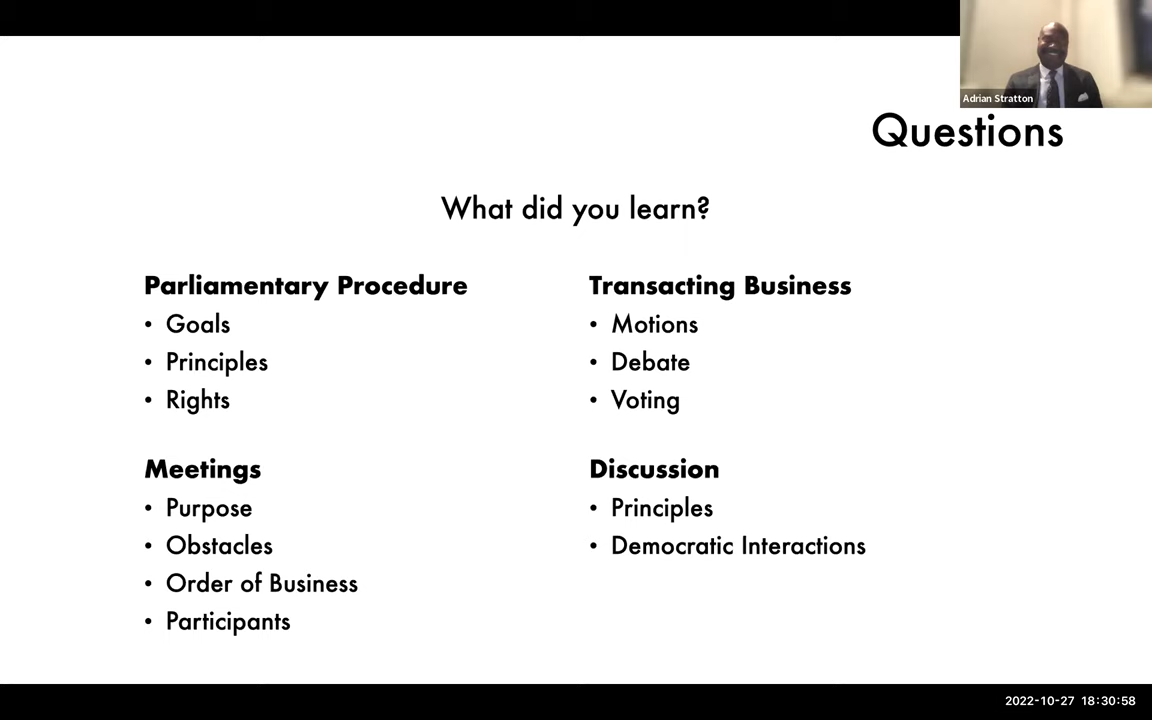 Adrian Stratton
Questions
What did you learn?
Parliamentary Procedure
• Goals
• Principles
• Rights
Meetings
• Purpose
• Obstacles
• Order of Business
• Participants
Transacting Business
• Motions
• Debate
• Voting
Discussion
• Principles
• Democratic Interactions
2022-10-27 18:30:58